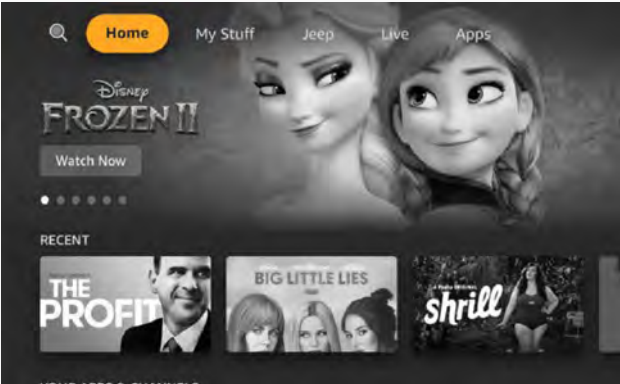 Home My Stuff Jeep Live Apps
Disney
FROZEN II
Watch Now
RECENT
THE
PROFIT
BIG LITTLE LIES
shrill